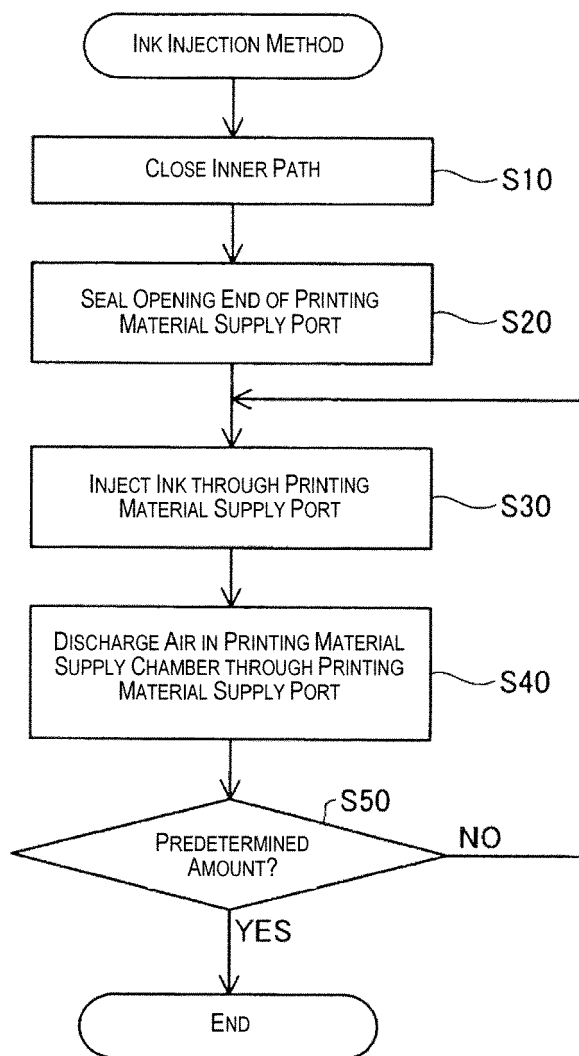 INK INJECTION METHOD
CLOSE INNER PATH
S10
SEAL OPENING END OF PRINTING
MATERIAL SUPPLY PORT
S20
INJECT INK THROUGH PRINTING
MATERIAL SUPPLY PORT
S30
DISCHARGE AIR IN PRINTING MATERIAL
SUPPLY CHAMBER THROUGH PRINTING
MATERIAL SUPPLY PORT
S40
S50
PREDETERMINED
AMOUNT?
NO
YES
END